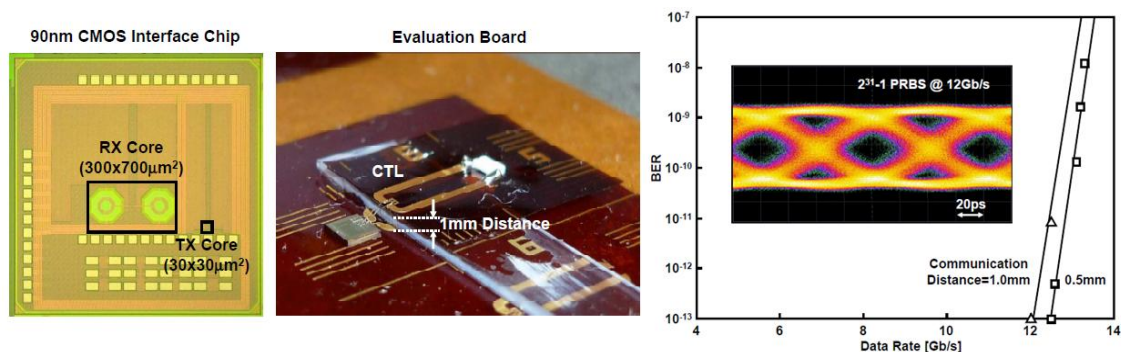 90nm CMOS Interface Chip
RX Core
(300x700μm²)
TX Core
(30x30μm²)
Evaluation Board
CTL
1mm Distance
10⁻⁷
10⁻⁸
10⁻⁹
10⁻¹⁰
10⁻¹¹
10⁻¹²
10⁻¹³
BER
2³¹-1 PRBS @ 12Gb/s
20ps
Communication
Distance=1.0mm
0.5mm
4 6 8 10 12 14
Data Rate [Gb/s]